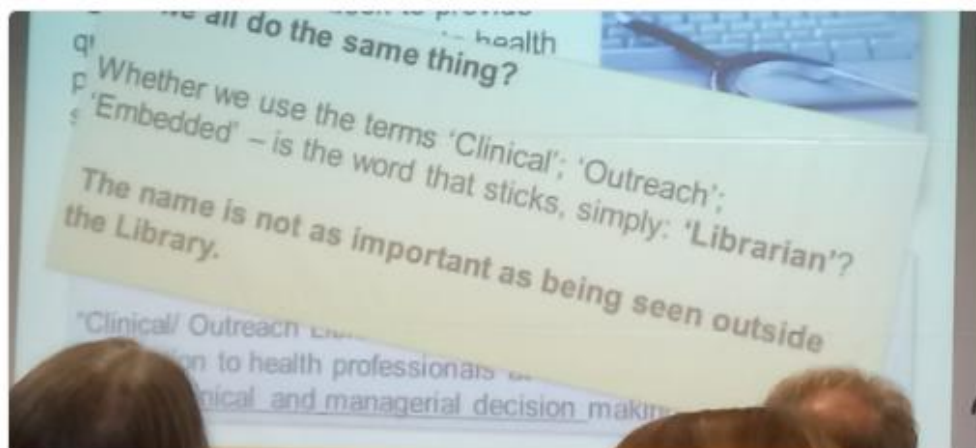 all do the same thing?
health
Whether we use the terms ‘Clinical’; ‘Outreach’;
‘Embedded’ – is the word that sticks, simply: ‘Librarian’?
The name is not as important as being seen outside
the Library.
“Clinical/ Outreach
to health professionals
and managerial decision